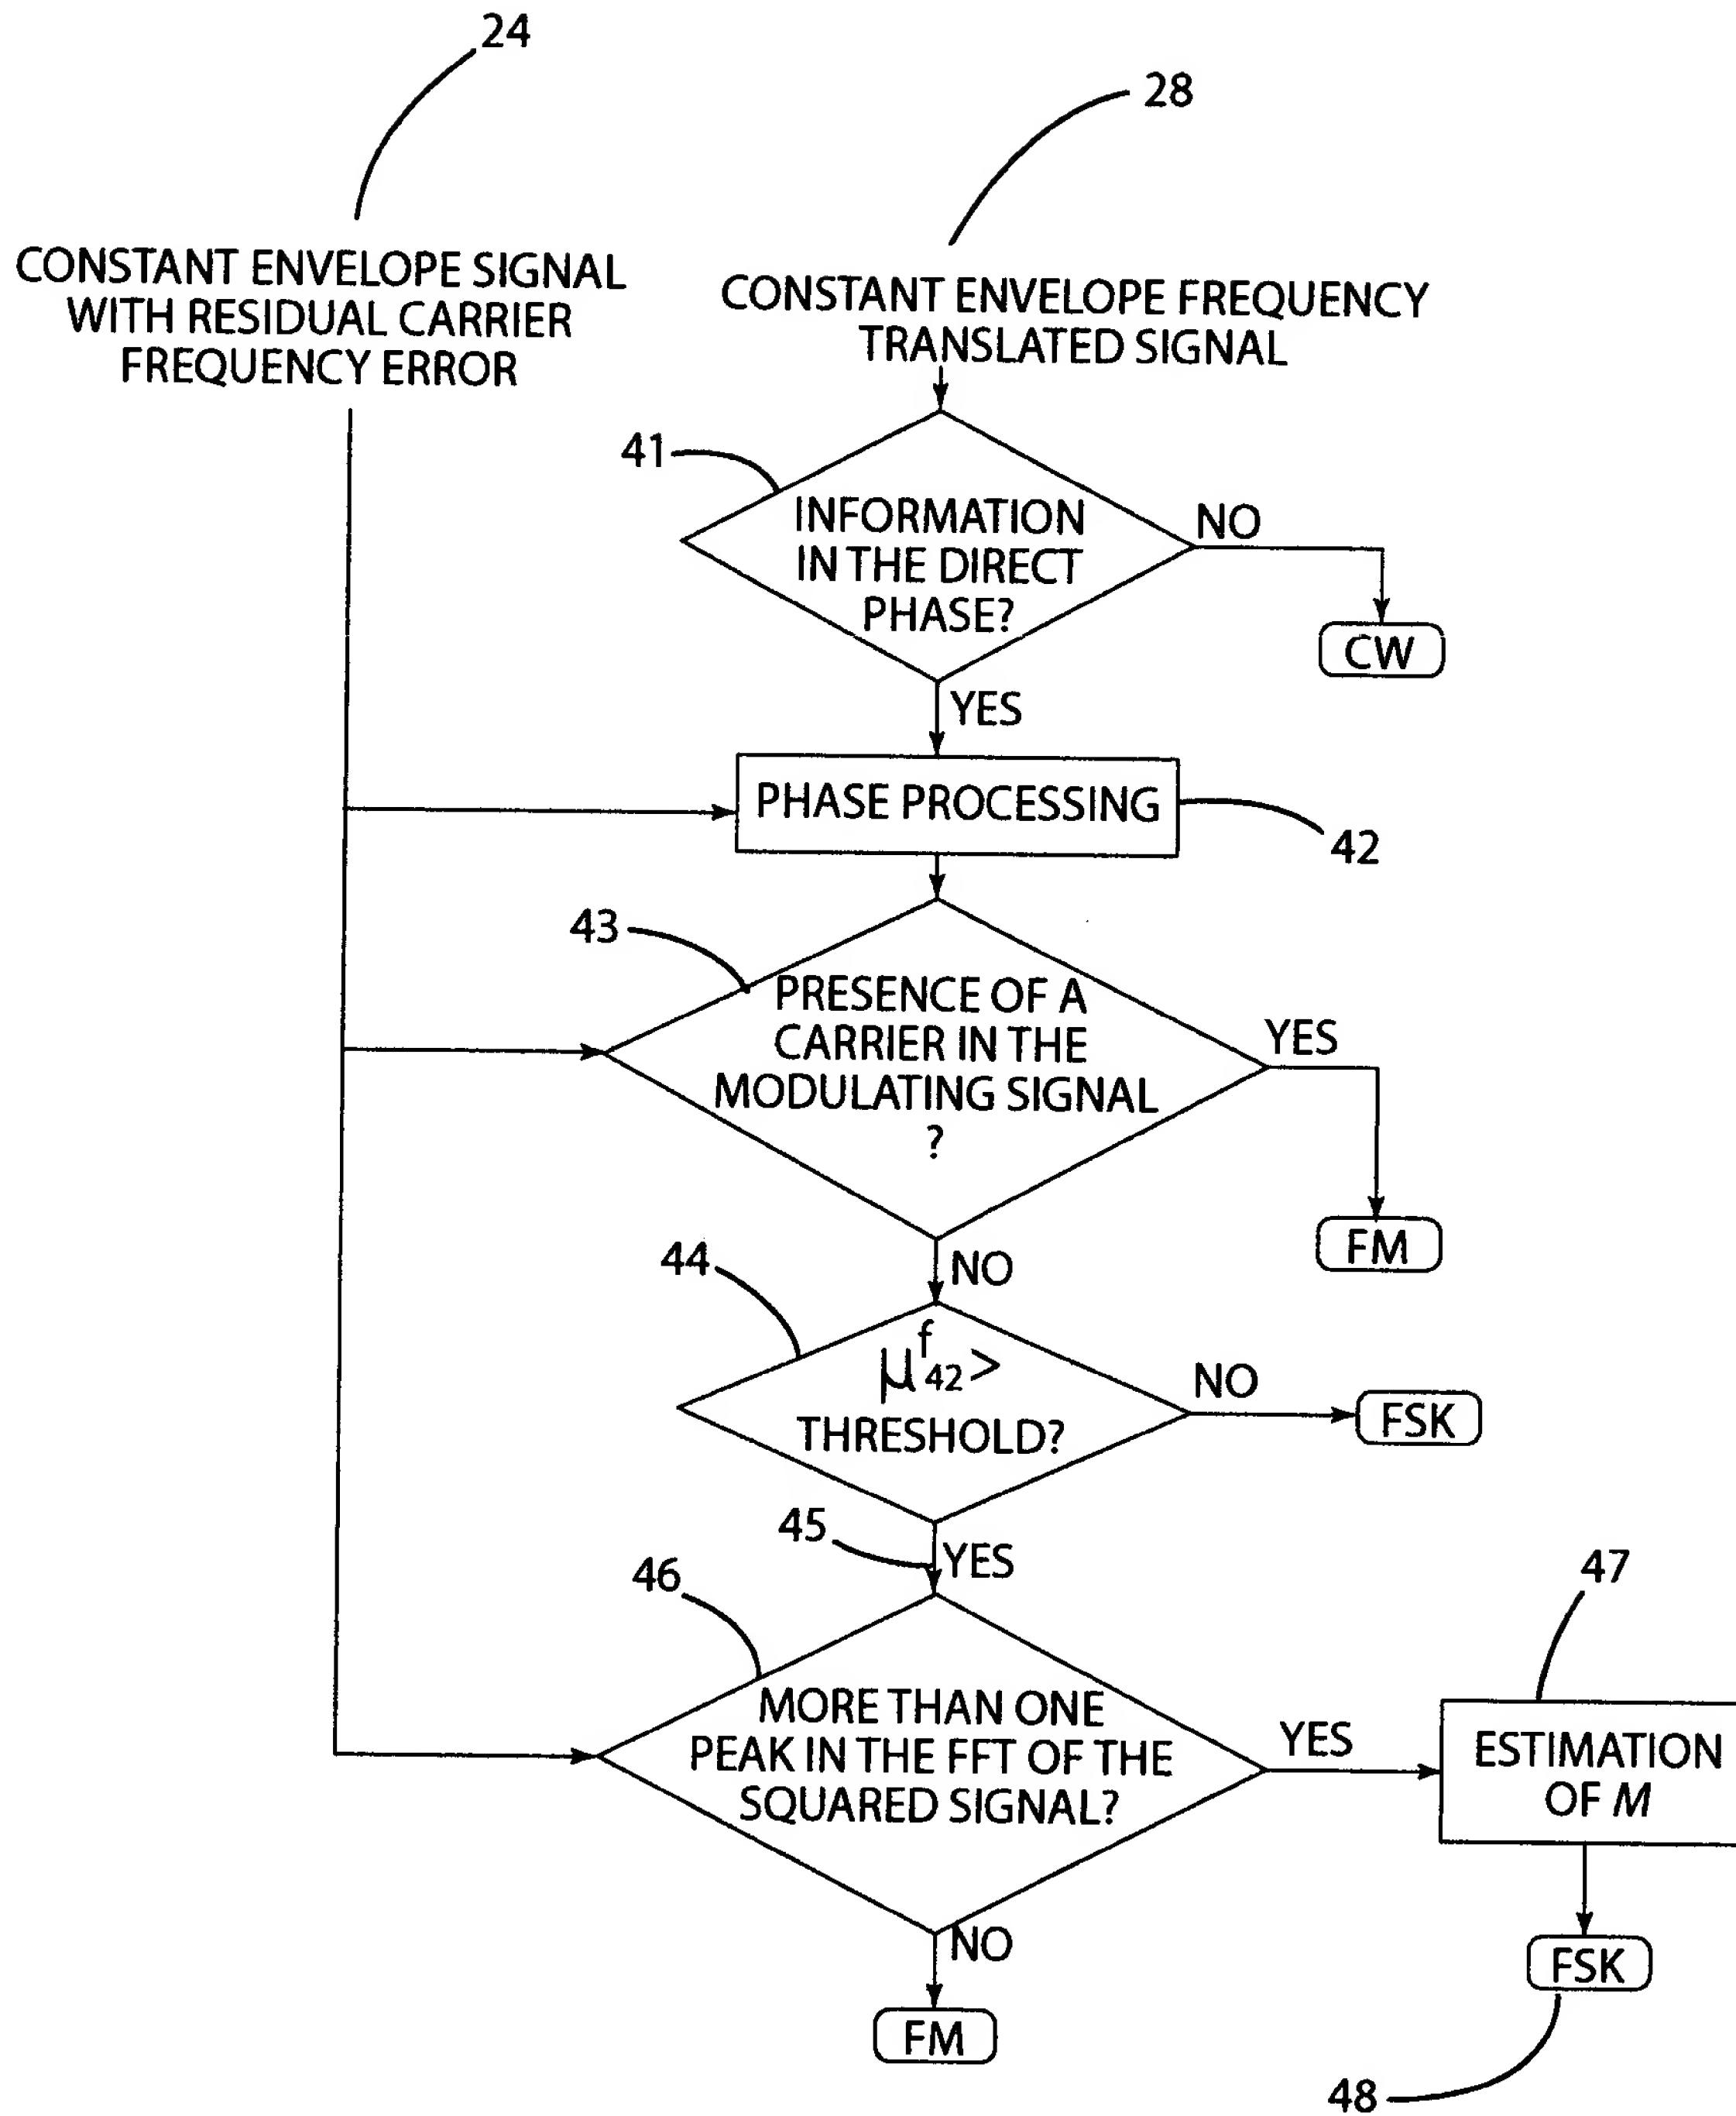 24
28
CONSTANT ENVELOPE SIGNAL
WITH RESIDUAL CARRIER
FREQUENCY ERROR
CONSTANT ENVELOPE FREQUENCY
TRANSLATED SIGNAL
41
INFORMATION
IN THE DIRECT
PHASE?
NO
CW
YES
PHASE PROCESSING
42
43
PRESENCE OF A
CARRIER IN THE
MODULATING SIGNAL
?
YES
FM
NO
44
μ^f_42 >
THRESHOLD?
NO
FSK
45
YES
46
MORE THAN ONE
PEAK IN THE FFT OF THE
SQUARED SIGNAL?
YES
47
ESTIMATION
OF M
NO
FM
FSK
48